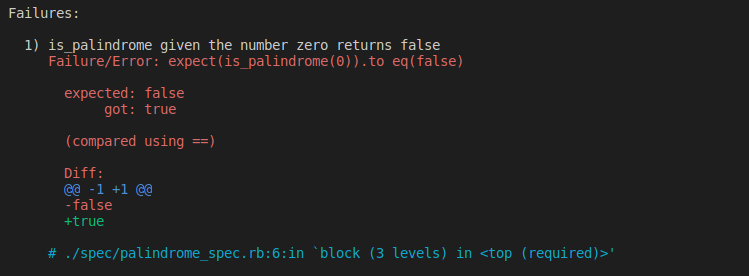 Failures:
1) is_palindrome given the number zero returns false
Failure/Error: expect(is_palindrome(0)).to eq(false)
expected: false
got: true
(compared using ==)
Diff:
@@ -1 +1 @@
-false
+true
# ./spec/palindrome_spec.rb:6:in `block (3 levels) in <top (required)>'